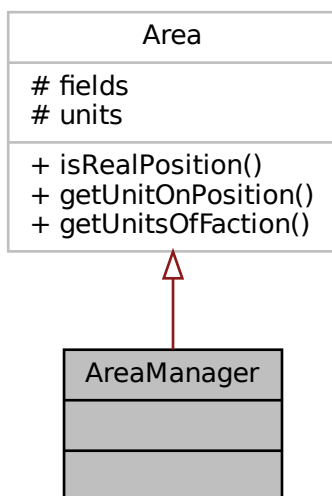 Area
# fields
# units
+ isRealPosition()
+ getUnitOnPosition()
+ getUnitsOfFaction()
AreaManager